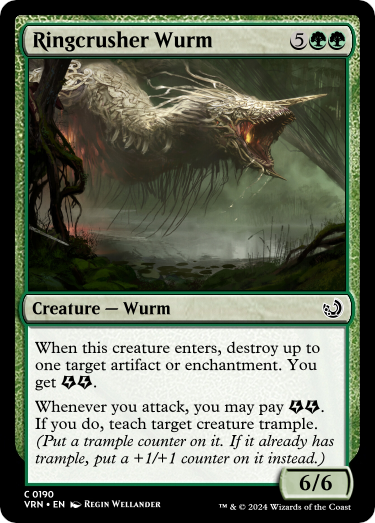 Ringcrusher Wurm 5
Creature — Wurm
When this creature enters, destroy up to
one target artifact or enchantment. You
get.
Whenever you attack, you may pay.
If you do, teach target creature trample.
(Put a trample counter on it. If it already has
trample, put a +1/+1 counter on it instead.)
6/6
C 0190
VRN • EN Regin Wellander
™ & © 2024 Wizards of the Coast